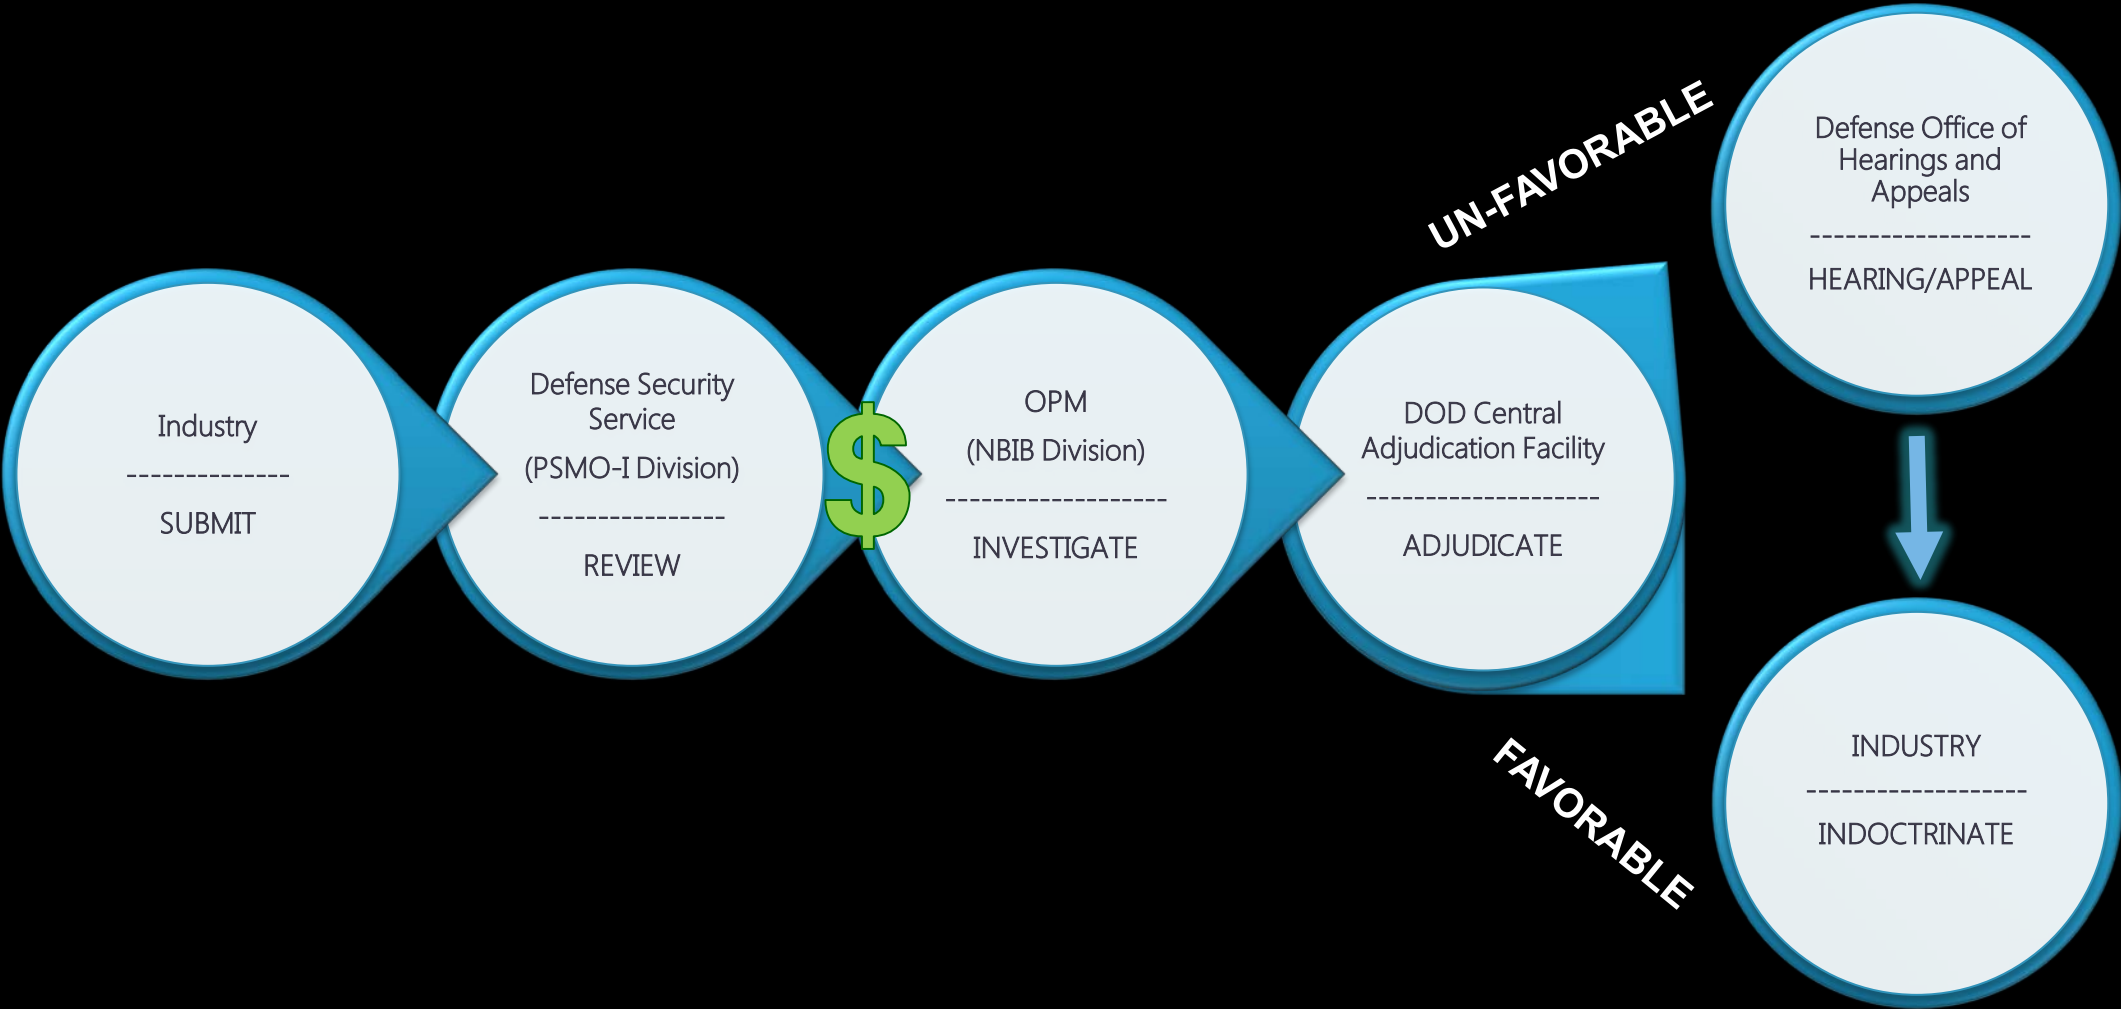 Industry
--------------
SUBMIT
Defense Security
Service
(PSMO-I Division)
----------------
REVIEW
$
OPM
(NBIB Division)
-------------------
INVESTIGATE
DOD Central
Adjudication Facility
--------------------
ADJUDICATE
UN-FAVORABLE
Defense Office of
Hearings and
Appeals
-------------------
HEARING/APPEAL
FAVORABLE
INDUSTRY
-------------------
INDOCTRINATE